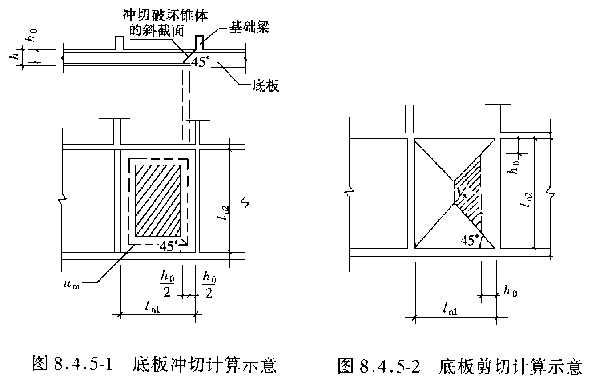 冲切破坏锥体
的斜截面
基础梁
h
h0
45°
底板
ln2
45°
um
h0/2
h0/2
ln1
图 8.4.5-1 底板冲切计算示意
h0
ln2
Vs
45°
h0
ln1
图 8.4.5-2 底板剪切计算示意